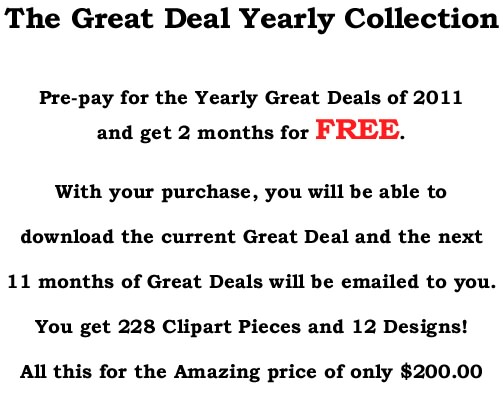 The Great Deal Yearly Collection
Pre-pay for the Yearly Great Deals of 2011
and get 2 months for FREE.
With your purchase, you will be able to
download the current Great Deal and the next
11 months of Great Deals will be emailed to you.
You get 228 Clipart Pieces and 12 Designs!
All this for the Amazing price of only $200.00